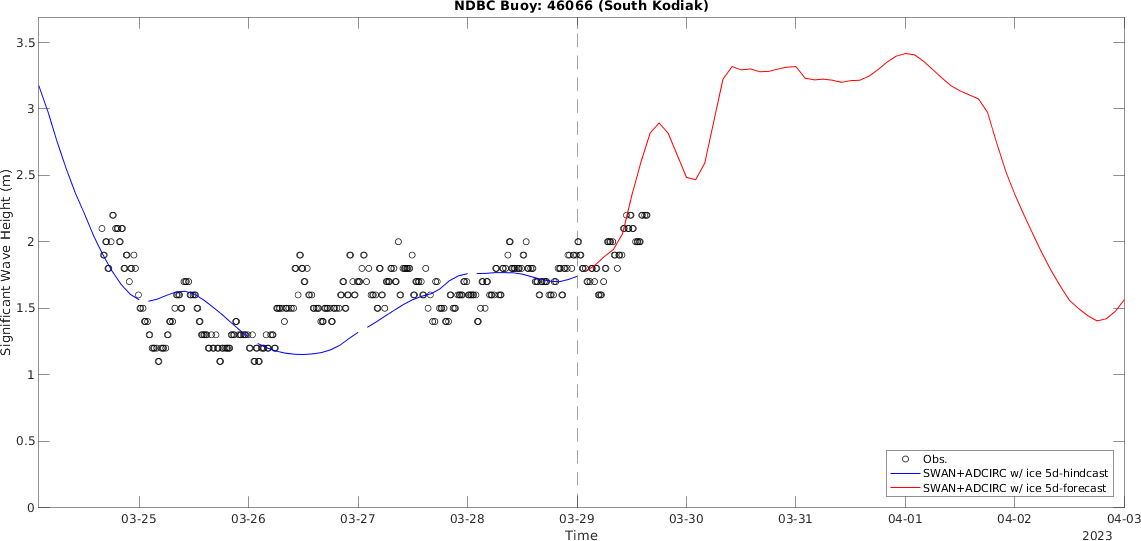 NDBC Buoy: 46066 (South Kodiak)
Significant Wave Height (m)
3.5
3
2.5
2
1.5
1
0.5
0
Obs.
SWAN+ADCIRC w/ ice 5d-hindcast
SWAN+ADCIRC w/ ice 5d-forecast
03-25 03-26 03-27 03-28 03-29 03-30 03-31 04-01 04-02 04-03
Time
2023